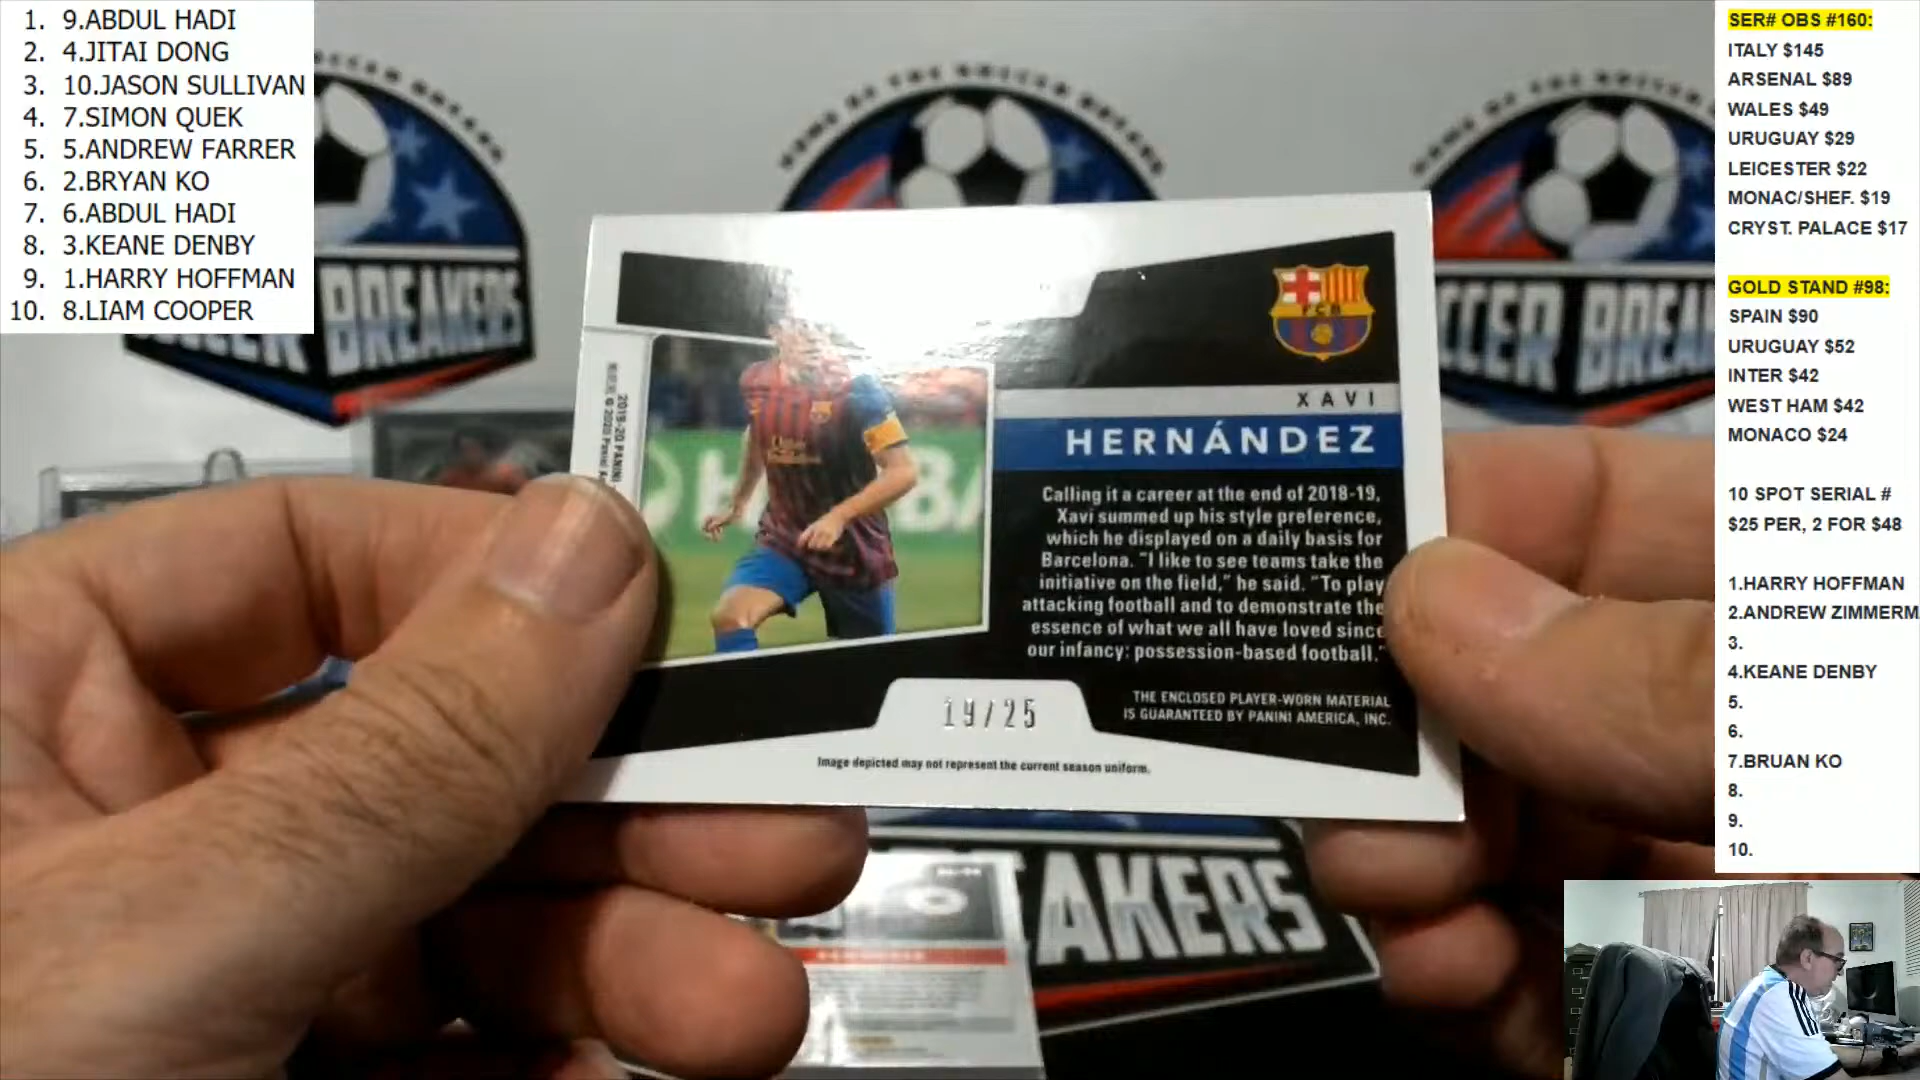 1. 9.ABDUL HADI
2. 4.JITAI DONG
3. 10.JASON SULLIVAN
4. 7.SIMON QUEK
5. 5.ANDREW FARRER
6. 2.BRYAN KO
7. 6.ABDUL HADI
8. 3.KEANE DENBY
9. 1.HARRY HOFFMAN
10. 8.LIAM COOPER
SOCCER BREAKERS
FCB
XAVI
HERNÁNDEZ
Calling it a career at the end of 2018-19,
Xavi summed up his style preference,
which he displayed on a daily basis for
Barcelona. "I like to see teams take the
initiative on the field," he said. "To play
attacking football and to demonstrate the
essence of what we all have loved since
our infancy: possession-based football."
THE ENCLOSED PLAYER-WORN MATERIAL
IS GUARANTEED BY PANINI AMERICA, INC.
19/25
Image depicted may not represent the current season uniform.
2019-20 PANINI
© 2020 Panini
AKERS
SER# OBS #160:
ITALY $145
ARSENAL $89
WALES $49
URUGUAY $29
LEICESTER $22
MONAC/SHEF. $19
CRYST. PALACE $17
GOLD STAND #98:
SPAIN $90
URUGUAY $52
INTER $42
WEST HAM $42
MONACO $24
10 SPOT SERIAL #
$25 PER, 2 FOR $48
1.HARRY HOFFMAN
2.ANDREW ZIMMERM
3.
4.KEANE DENBY
5.
6.
7.BRUAN KO
8.
9.
10.